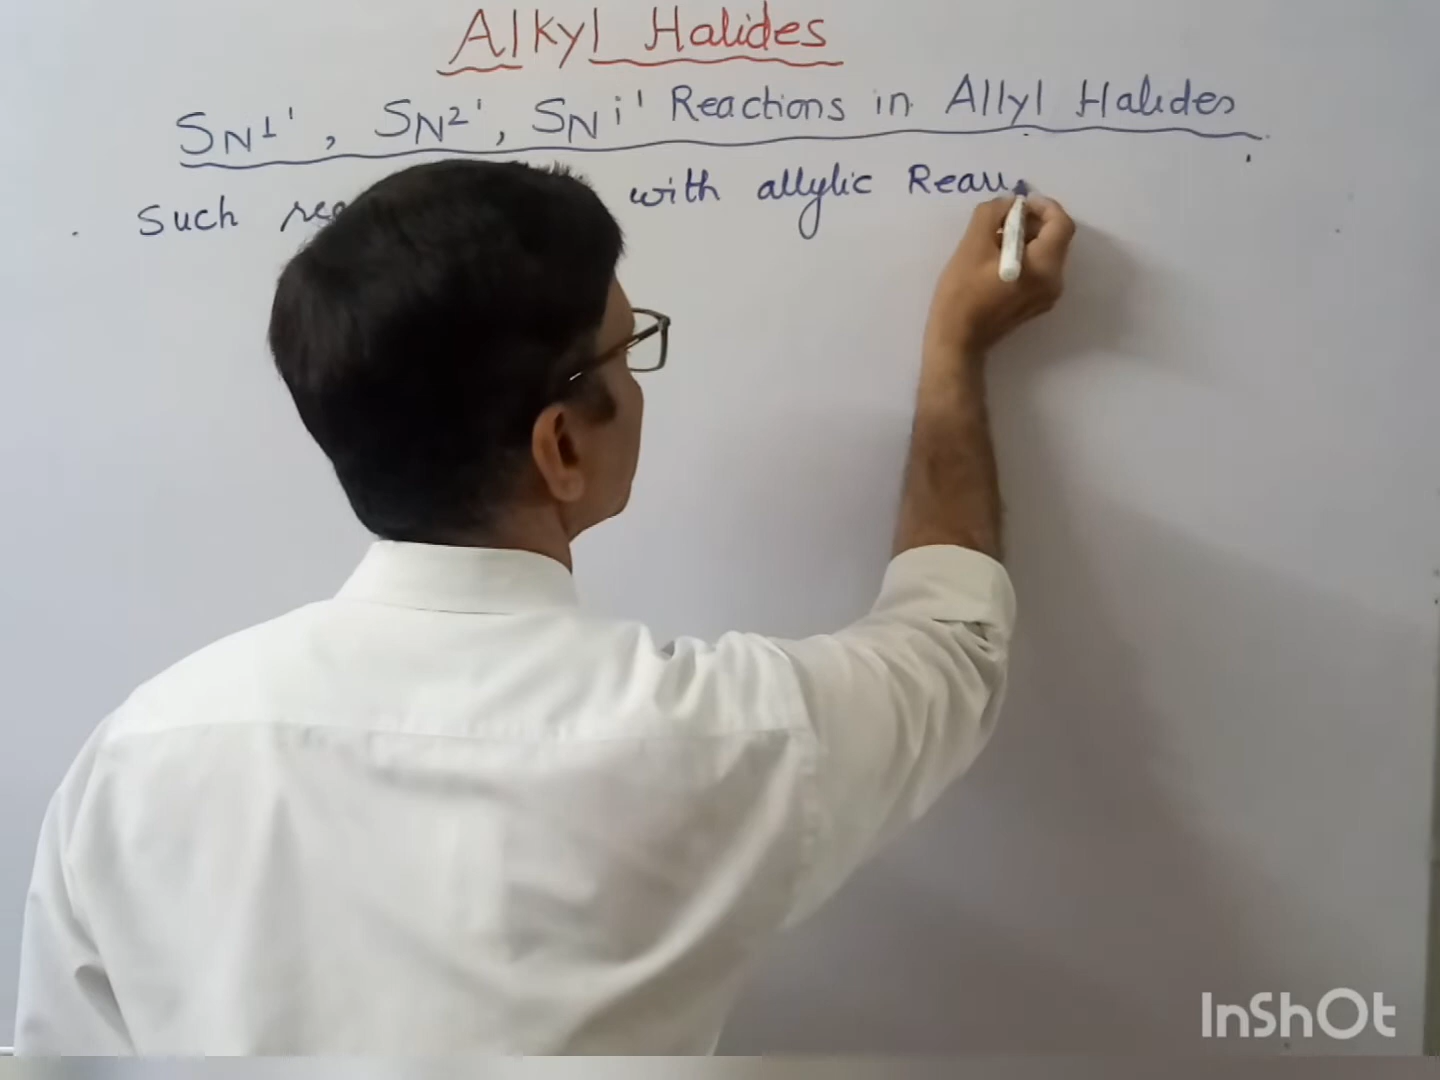 Alkyl Halides
SN1', SN2', SNi' Reactions in Allyl Halides
Such with allylic
InShOt